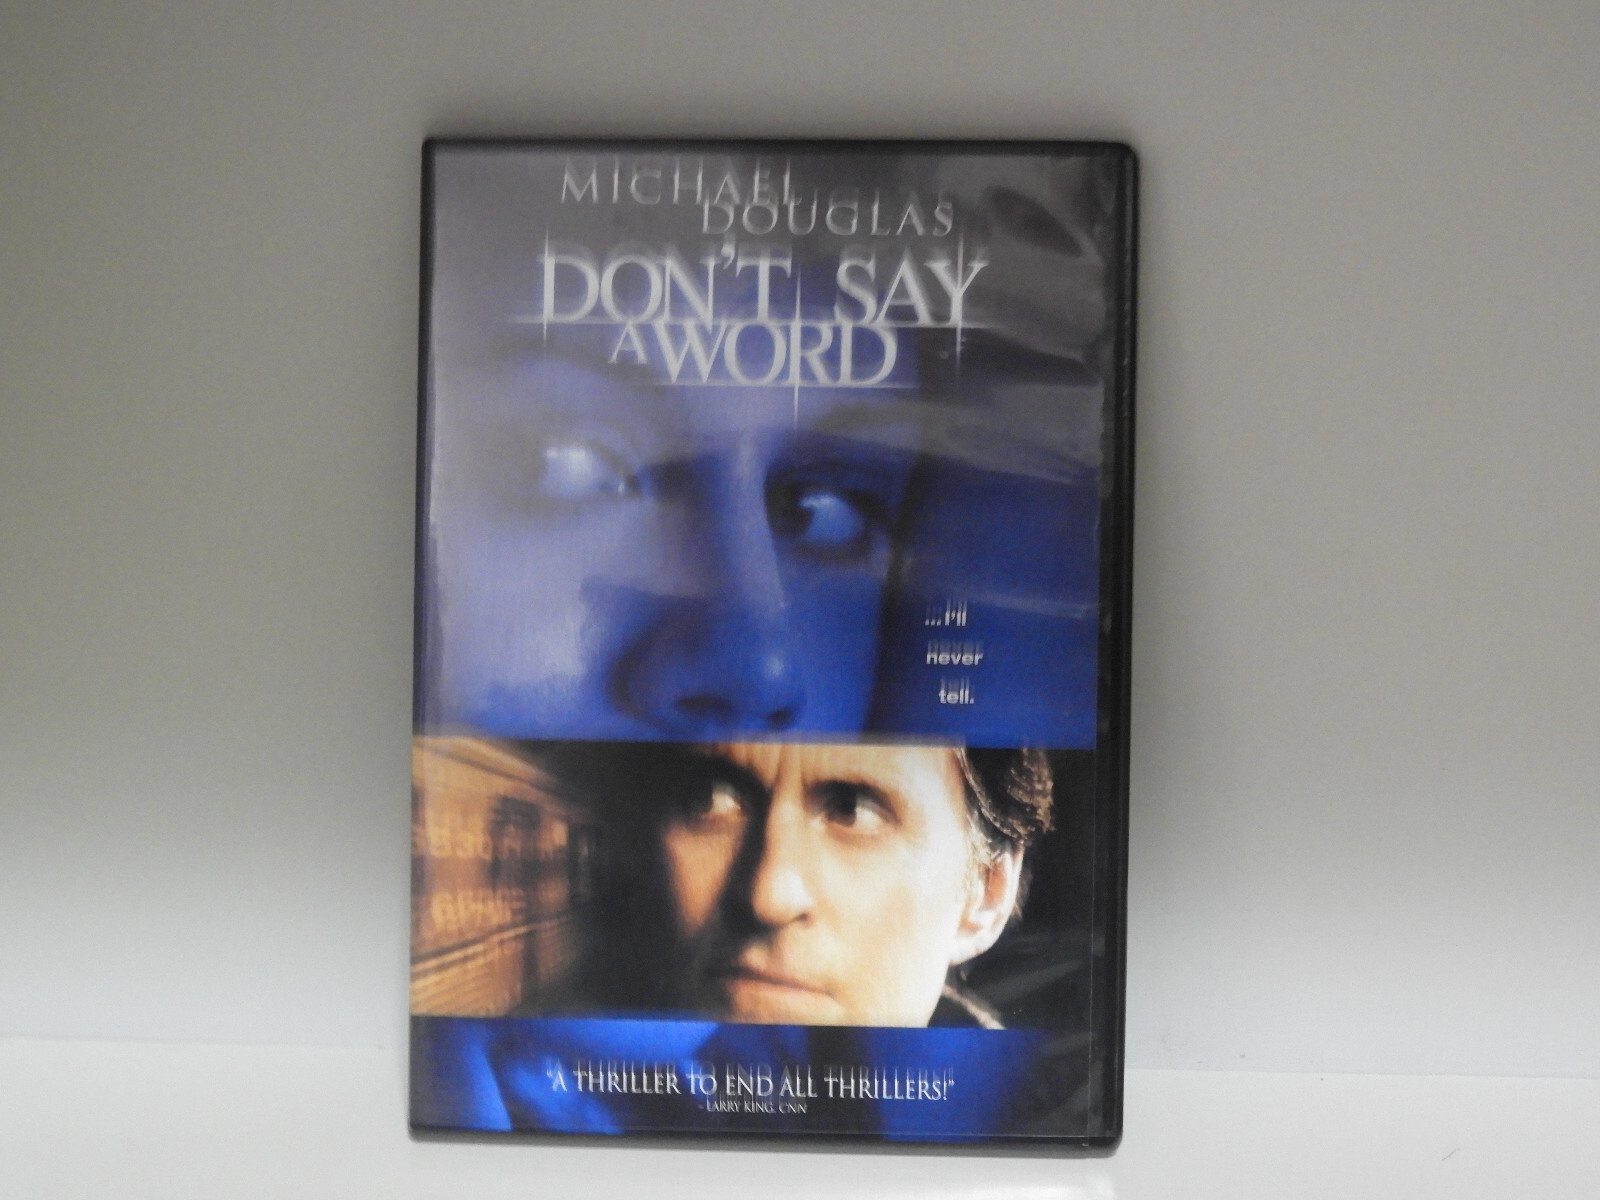 MICHAEL
DOUGLAS
DON'T SAY
A WORD
...I'll
never
tell.
"A THRILLER TO END ALL THRILLERS!"
- LARRY KING, CNN